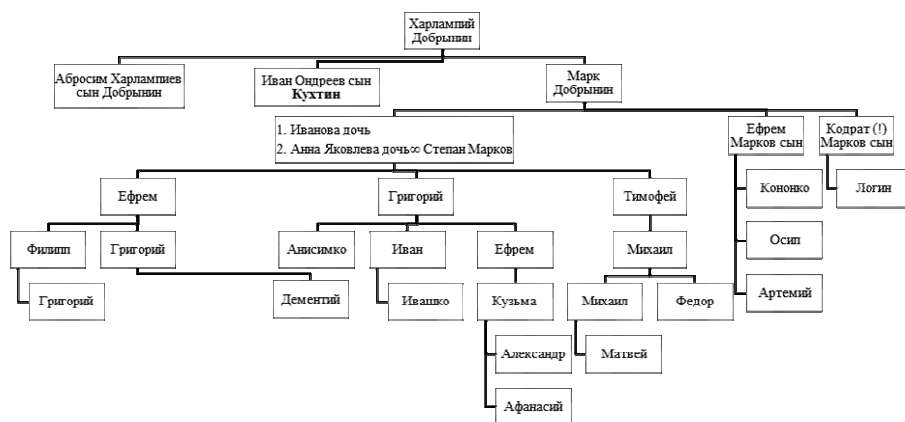 Харлампий
Добрынин
Абросим Харлампиев
сын Добрынин
Иван Ондреев сын
Кухтин
Марк
Добрынин
1. Иванова дочь
2. Анна Яковлева дочь∞ Степан Марков
Ефрем
Марков сын
Кодрат (!)
Марков сын
Ефрем
Григорий
Тимофей
Кононко
Логин
Филипп
Григорий
Анисимко
Иван
Ефрем
Михаил
Осип
Григорий
Дементий
Ивашко
Кузьма
Михаил
Федор
Артемий
Александр
Матвей
Афанасий